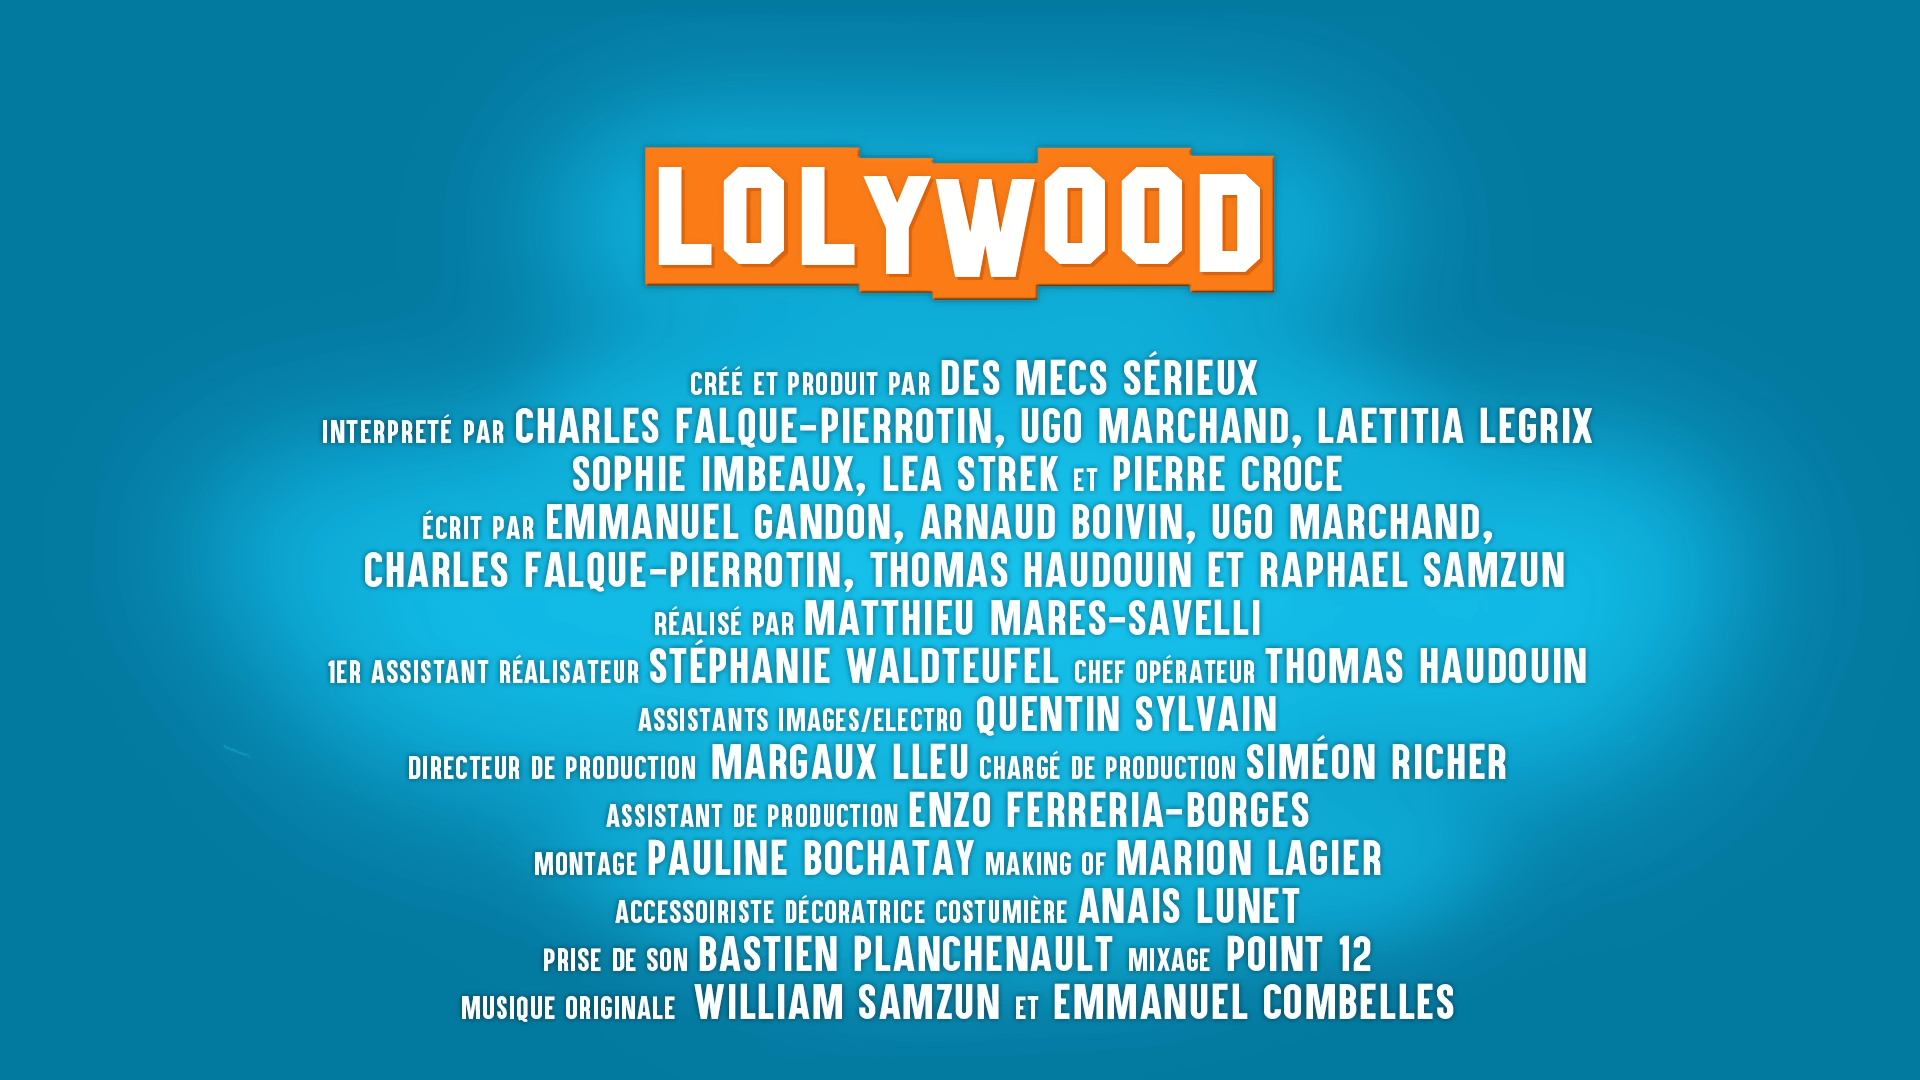 LOLYWOOD
CRÉÉ ET PRODUIT PAR DES MECS SÉRIEUX
INTERPRETÉ PAR CHARLES FALQUE-PIERROTIN, UGO MARCHAND, LAETITIA LEGRIX
SOPHIE IMBEAUX, LEA STREK ET PIERRE CROCE
ÉCRIT PAR EMMANUEL GANDON, ARNAUD BOIVIN, UGO MARCHAND,
CHARLES FALQUE-PIERROTIN, THOMAS HAUDOUIN ET RAPHAEL SAMZUN
RÉALISÉ PAR MATTHIEU MARES-SAVELLI
1ER ASSISTANT RÉALISATEUR STÉPHANIE WALDTEUFEL CHEF OPÉRATEUR THOMAS HAUDOUIN
ASSISTANTS IMAGES/ELECTRO QUENTIN SYLVAIN
DIRECTEUR DE PRODUCTION MARGAUX LLEU CHARGÉ DE PRODUCTION SIMÉON RICHER
ASSISTANT DE PRODUCTION ENZO FERRERIA-BORGES
MONTAGE PAULINE BOCHATAY MAKING OF MARION LAGIER
ACCESSOIRISTE DÉCORATRICE COSTUMIÈRE ANAIS LUNET
PRISE DE SON BASTIEN PLANCHENAULT MIXAGE POINT 12
MUSIQUE ORIGINALE WILLIAM SAMZUN ET EMMANUEL COMBELLES